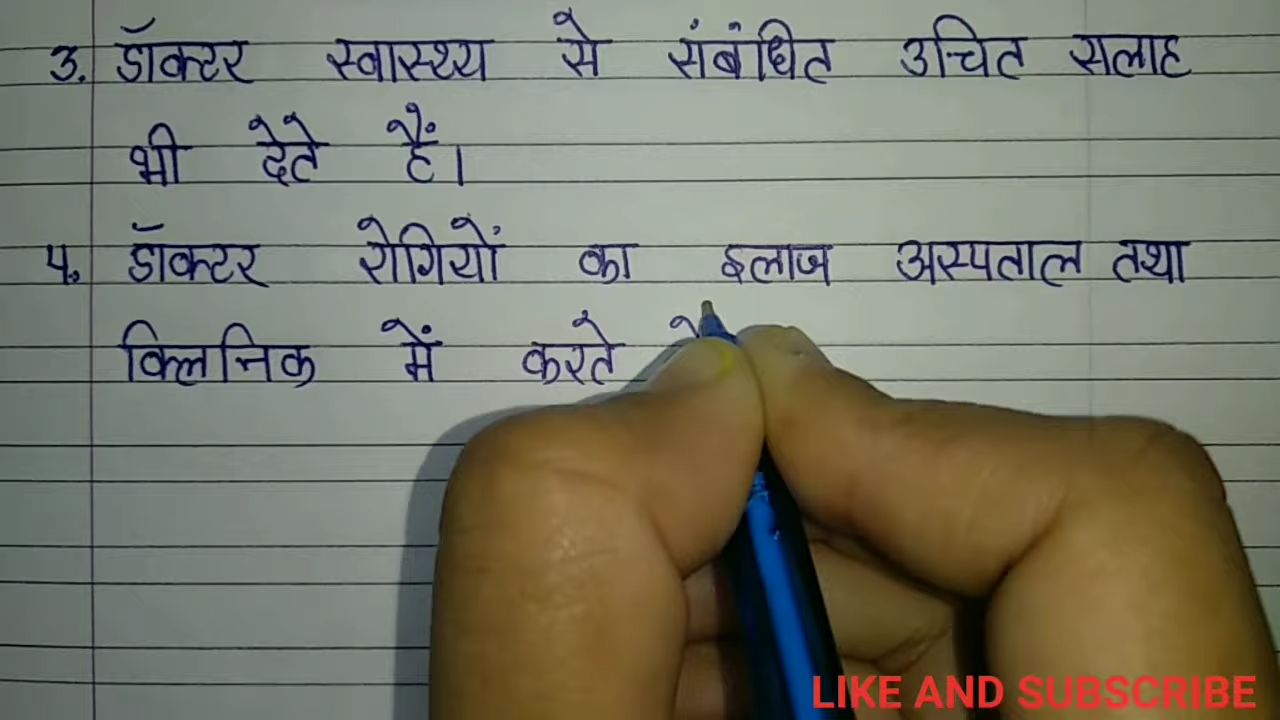 3. डॉक्टर स्वास्थ्य से संबंधित उचित सलाह
भी देते हैं।
4. डॉक्टर रोगियों का इलाज अस्पताल तथा
क्लिनिक में करते
LIKE AND SUBSCRIBE